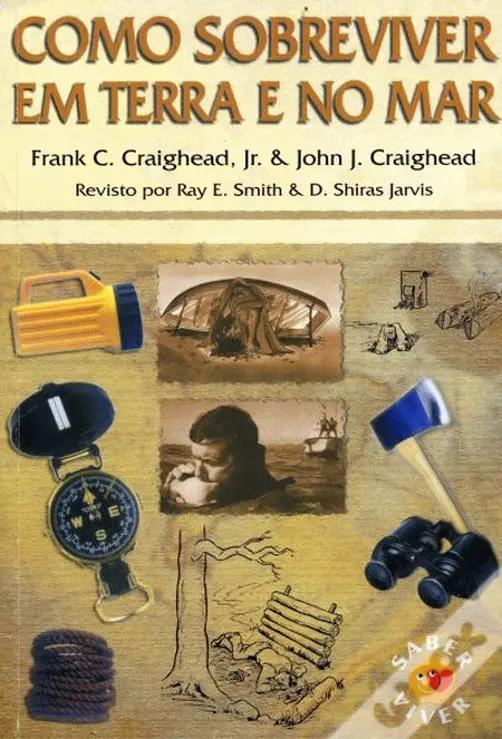 COMO SOBREVIVER
EM TERRA E NO MAR
Frank C. Craighead, Jr. & John J. Craighead
Revisto por Ray E. Smith & D. Shiras Jarvis
W E
S
SABER
VIVER